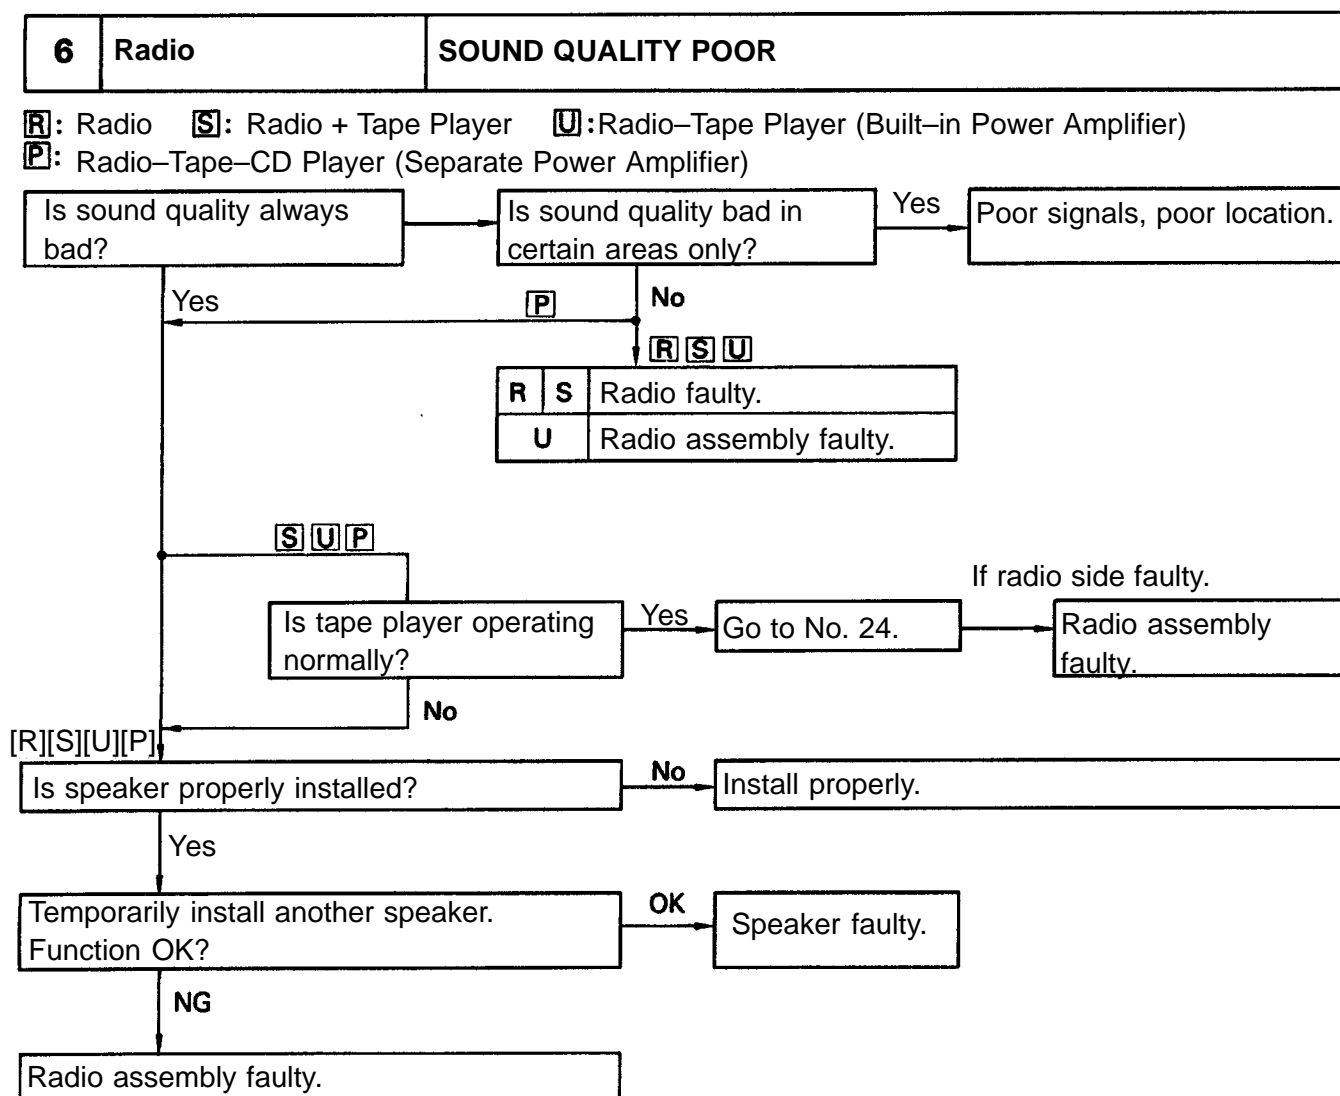 6 Radio SOUND QUALITY POOR
R: Radio S: Radio + Tape Player U:Radio–Tape Player (Built–in Power Amplifier)
P: Radio–Tape–CD Player (Separate Power Amplifier)
Is sound quality always
bad?
Is sound quality bad in
certain areas only?
Yes
Poor signals, poor location.
Yes
P
No
R S U
R S Radio faulty.
U Radio assembly faulty.
S U P
Is tape player operating
normally?
Yes
Go to No. 24.
If radio side faulty.
Radio assembly
faulty.
No
[R][S][U][P]
Is speaker properly installed?
No
Install properly.
Yes
Temporarily install another speaker.
Function OK?
OK
Speaker faulty.
NG
Radio assembly faulty.